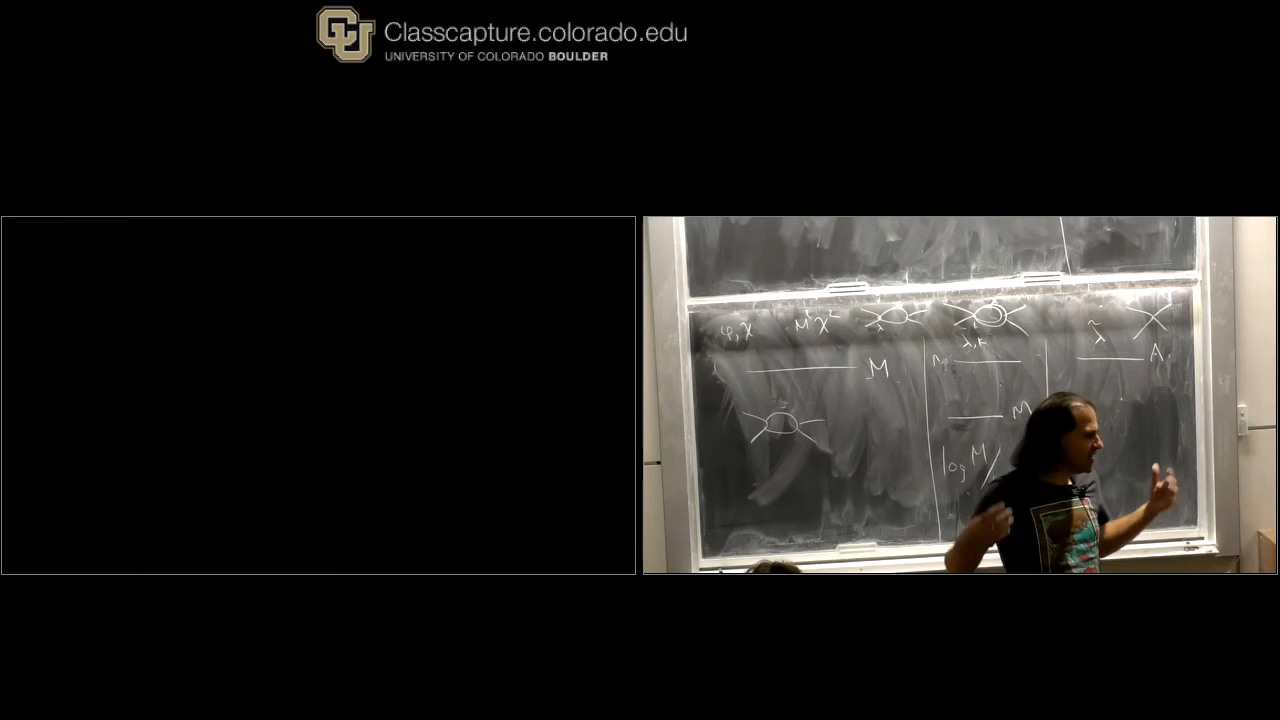 Classcapture.colorado.edu
UNIVERSITY OF COLORADO BOULDER
φ, χ M²χ² λ
M
λ̃
Λ
M
log M/